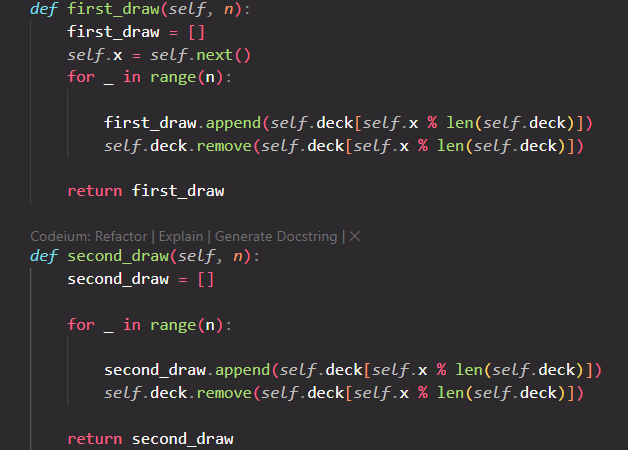 def first_draw(self, n):
    first_draw = []
    self.x = self.next()
    for _ in range(n):
        first_draw.append(self.deck[self.x % len(self.deck)])
        self.deck.remove(self.deck[self.x % len(self.deck)])
    return first_draw
Codeium: Refactor | Explain | Generate Docstring | ×
def second_draw(self, n):
    second_draw = []
    for _ in range(n):
        second_draw.append(self.deck[self.x % len(self.deck)])
        self.deck.remove(self.deck[self.x % len(self.deck)])
    return second_draw